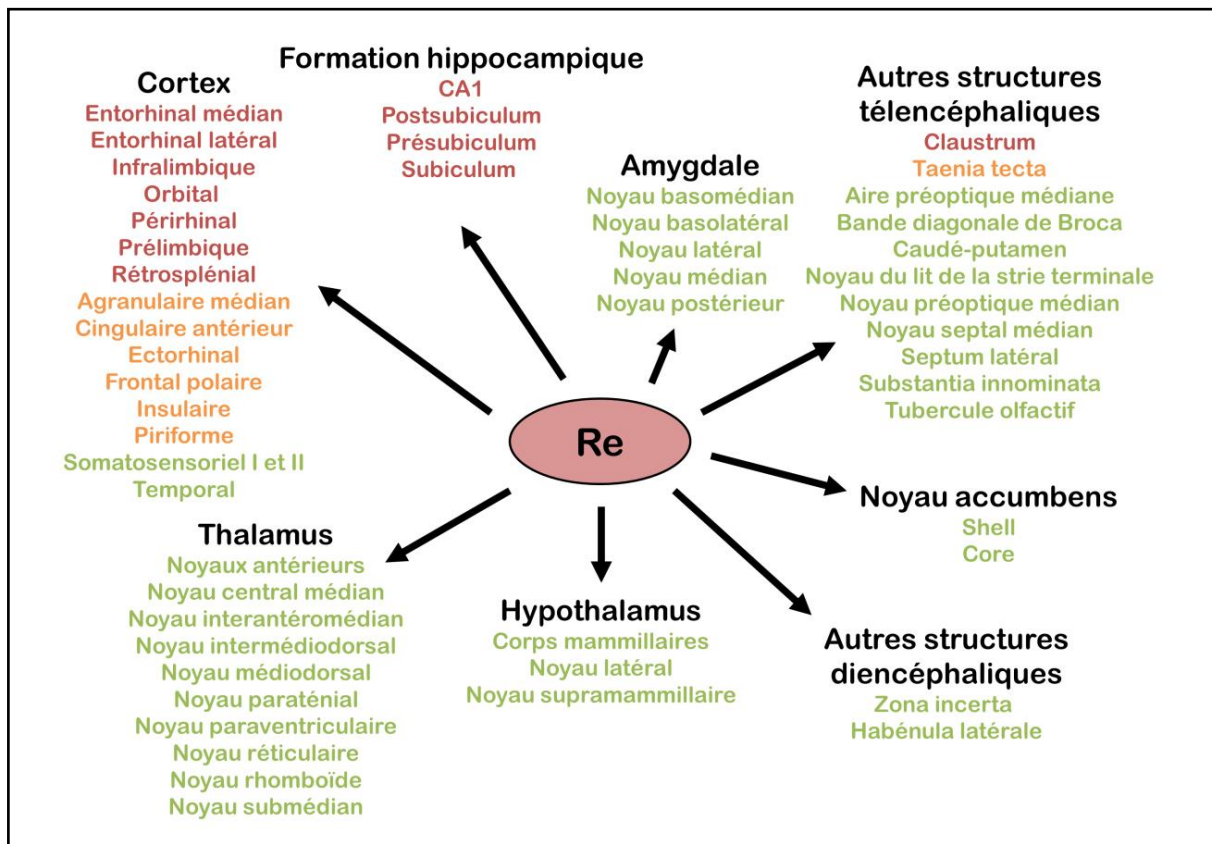 Cortex
Entorhinal médian
Entorhinal latéral
Infralimbique
Orbital
Périrhinal
Prélimbique
Rétrosplénial
Agranulaire médian
Cingulaire antérieur
Ectorhinal
Frontal polaire
Insulaire
Piriforme
Somatosensoriel I et II
Temporal
Formation hippocampique
CA1
Postsubiculum
Présubiculum
Subiculum
Amygdale
Noyau basomédian
Noyau basolatéral
Noyau latéral
Noyau médian
Noyau postérieur
Autres structures
télencéphaliques
Claustrum
Taenia tecta
Aire préoptique médiane
Bande diagonale de Broca
Caudé-putamen
Noyau du lit de la strie terminale
Noyau préoptique médian
Noyau septal médian
Septum latéral
Substantia innominata
Tubercule olfactif
Re
Noyau accumbens
Shell
Core
Thalamus
Noyaux antérieurs
Noyau central médian
Noyau interantéromédian
Noyau intermédiodorsal
Noyau médiodorsal
Noyau paraténial
Noyau paraventriculaire
Noyau réticulaire
Noyau rhomboïde
Noyau submédian
Hypothalamus
Corps mammillaires
Noyau latéral
Noyau supramammillaire
Autres structures
diencéphaliques
Zona incerta
Habénula latérale